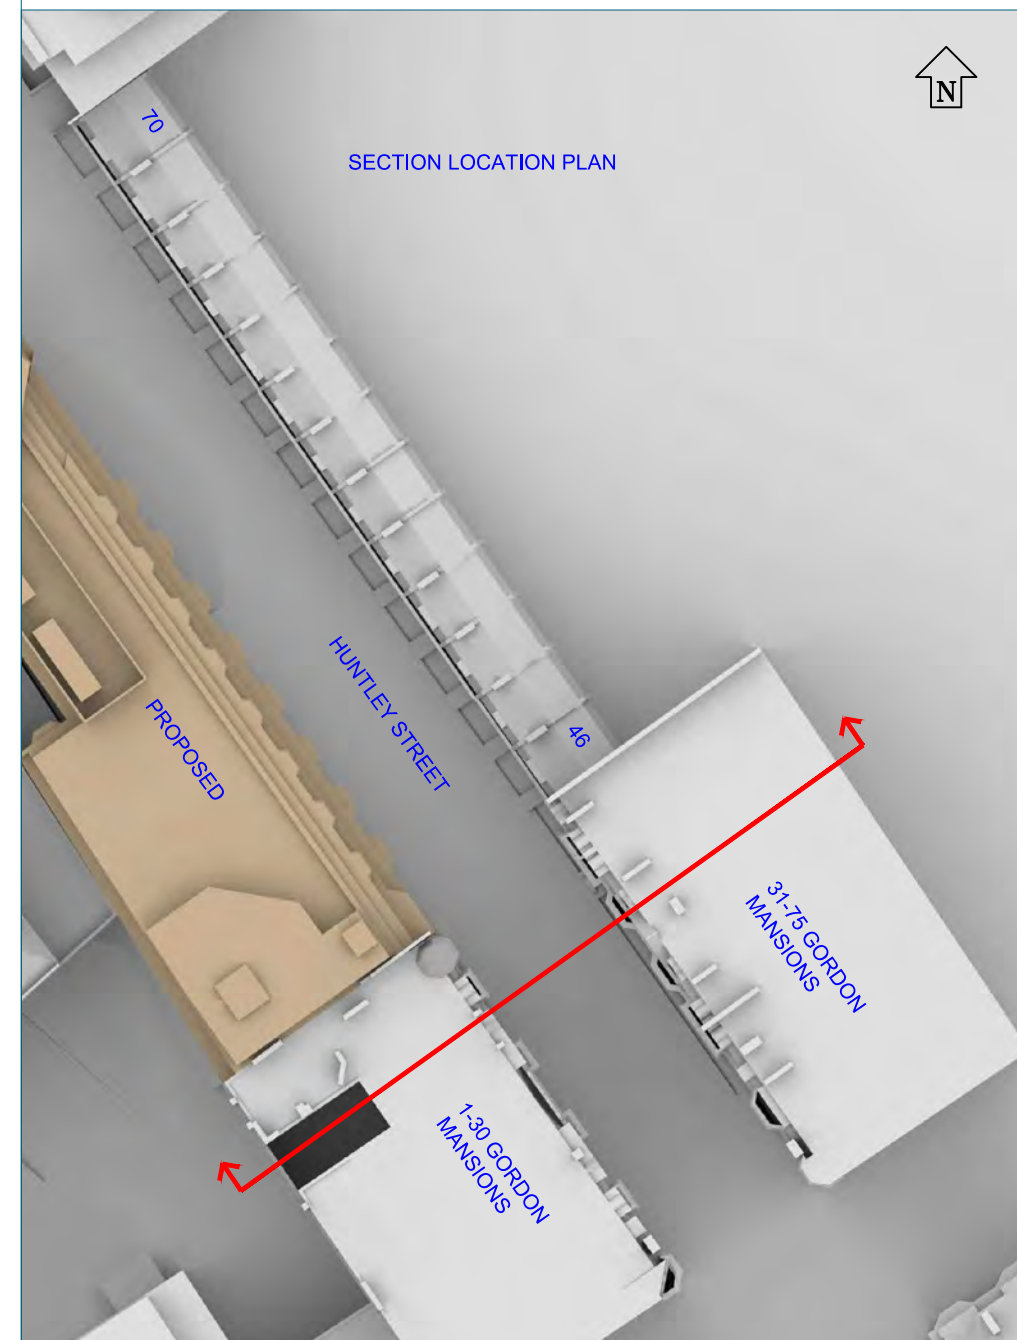 N
70
SECTION LOCATION PLAN
HUNTLEY STREET
PROPOSED
46
31-75 GORDON
MANSIONS
1-30 GORDON
MANSIONS